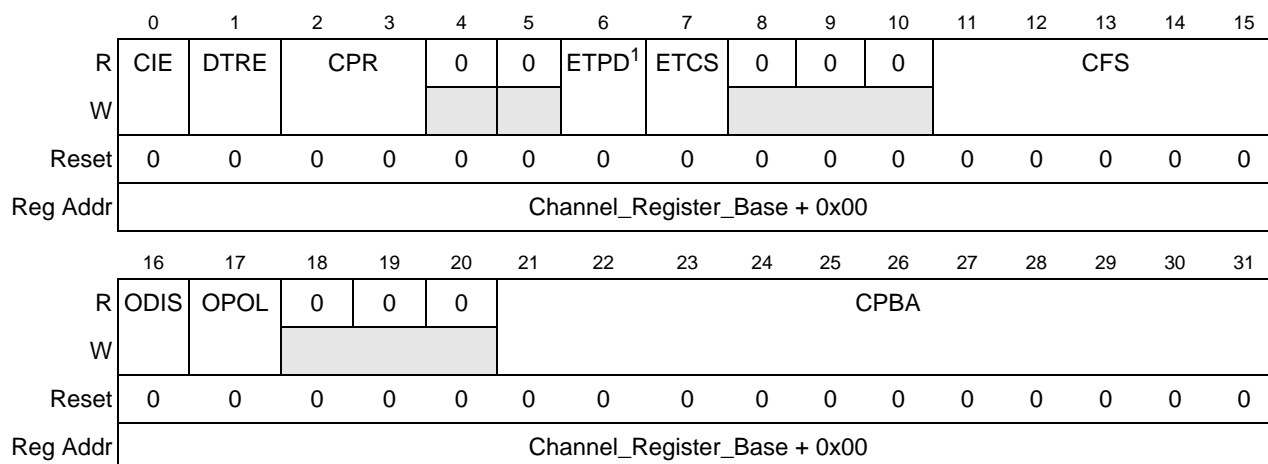 0 1 2 3 4 5 6 7 8 9 10 11 12 13 14 15
R CIE DTRE CPR 0 0 ETPD1 ETCS 0 0 0 CFS
W
Reset 0 0 0 0 0 0 0 0 0 0 0 0 0 0 0 0
Reg Addr Channel_Register_Base + 0x00
16 17 18 19 20 21 22 23 24 25 26 27 28 29 30 31
R ODIS OPOL 0 0 0 CPBA
W
Reset 0 0 0 0 0 0 0 0 0 0 0 0 0 0 0 0
Reg Addr Channel_Register_Base + 0x00